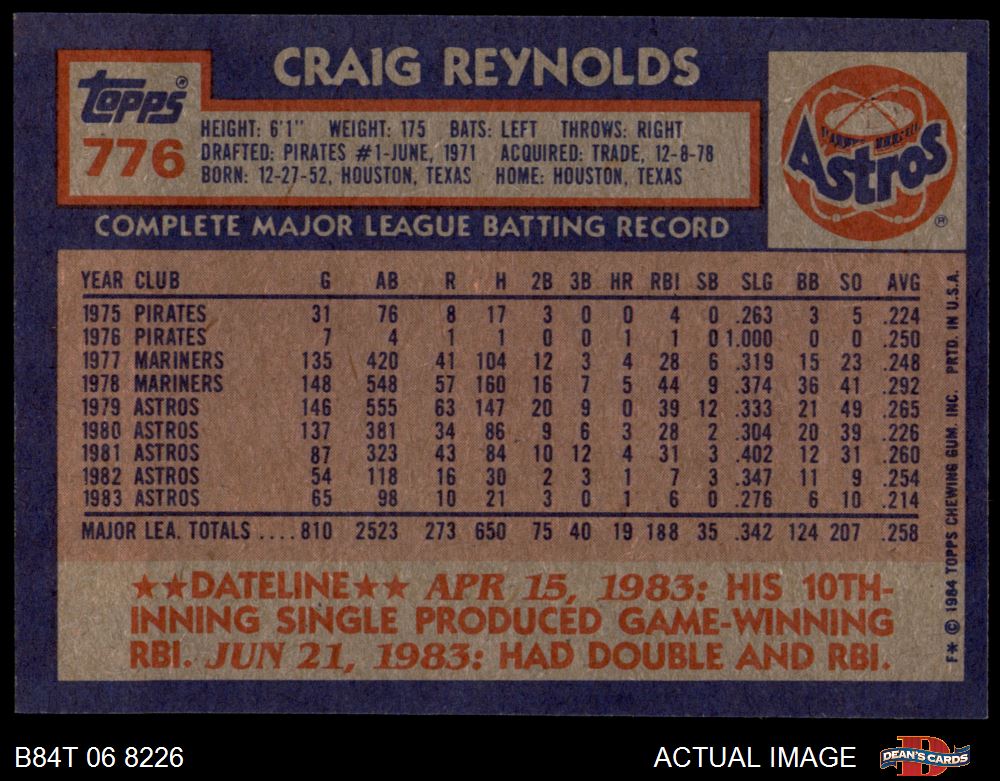 CRAIG REYNOLDS
Topps®
776
HEIGHT: 6'1" WEIGHT: 175 BATS: LEFT THROWS: RIGHT
DRAFTED: PIRATES #1-JUNE, 1971 ACQUIRED: TRADE, 12-8-78
BORN: 12-27-52, HOUSTON, TEXAS HOME: HOUSTON, TEXAS
Astros
®
COMPLETE MAJOR LEAGUE BATTING RECORD
YEAR CLUB G AB R H 2B 3B HR RBI SB SLG BB SO AVG
1975 PIRATES 31 76 8 17 3 0 0 4 0 .263 3 5 .224
1976 PIRATES 7 4 1 1 0 0 1 1 0 1.000 0 0 .250
1977 MARINERS 135 420 41 104 12 3 4 28 6 .319 15 23 .248
1978 MARINERS 148 548 57 160 16 7 5 44 9 .374 36 41 .292
1979 ASTROS 146 555 63 147 20 9 0 39 12 .333 21 49 .265
1980 ASTROS 137 381 34 86 9 6 3 28 2 .304 20 39 .226
1981 ASTROS 87 323 43 84 10 12 4 31 3 .402 12 31 .260
1982 ASTROS 54 118 16 30 2 3 1 7 3 .347 11 9 .254
1983 ASTROS 65 98 10 21 3 0 1 6 0 .276 6 10 .214
MAJOR LEA. TOTALS ....810 2523 273 650 75 40 19 188 35 .342 124 207 .258
★★DATELINE★★ APR 15, 1983: HIS 10TH-
INNING SINGLE PRODUCED GAME-WINNING
RBI. JUN 21, 1983: HAD DOUBLE AND RBI.
F★ © 1984 TOPPS CHEWING GUM, INC. PRTD. IN U.S.A.
B84T 06 8226
ACTUAL IMAGE
DEAN'S CARDS